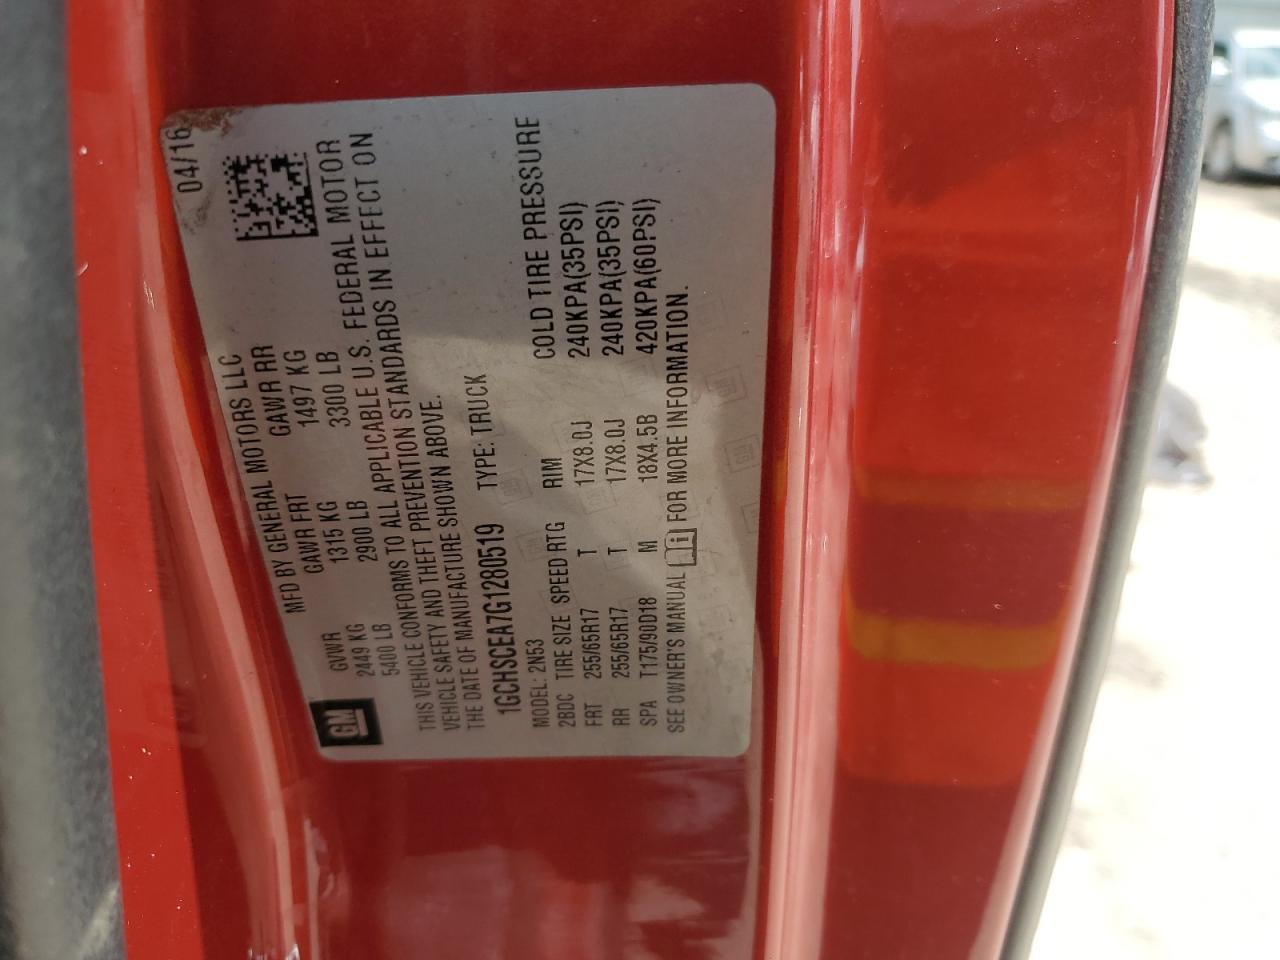 04/16
MFD BY GENERAL MOTORS LLC
GM
GVWR GAWR FRT GAWR RR
2449 KG 1315 KG 1497 KG
5400 LB 2900 LB 3300 LB
THIS VEHICLE CONFORMS TO ALL APPLICABLE U.S. FEDERAL MOTOR
VEHICLE SAFETY AND THEFT PREVENTION STANDARDS IN EFFECT ON
THE DATE OF MANUFACTURE SHOWN ABOVE.
1GCHSCEA7G1280519 TYPE: TRUCK
MODEL: 2N53
2BDC TIRE SIZE SPEED RTG RIM COLD TIRE PRESSURE
FRT 255/65R17 T 17X8.0J 240KPA(35PSI)
RR 255/65R17 T 17X8.0J 240KPA(35PSI)
SPA T175/90D18 M 18X4.5B 420KPA(60PSI)
SEE OWNER'S MANUAL i FOR MORE INFORMATION.